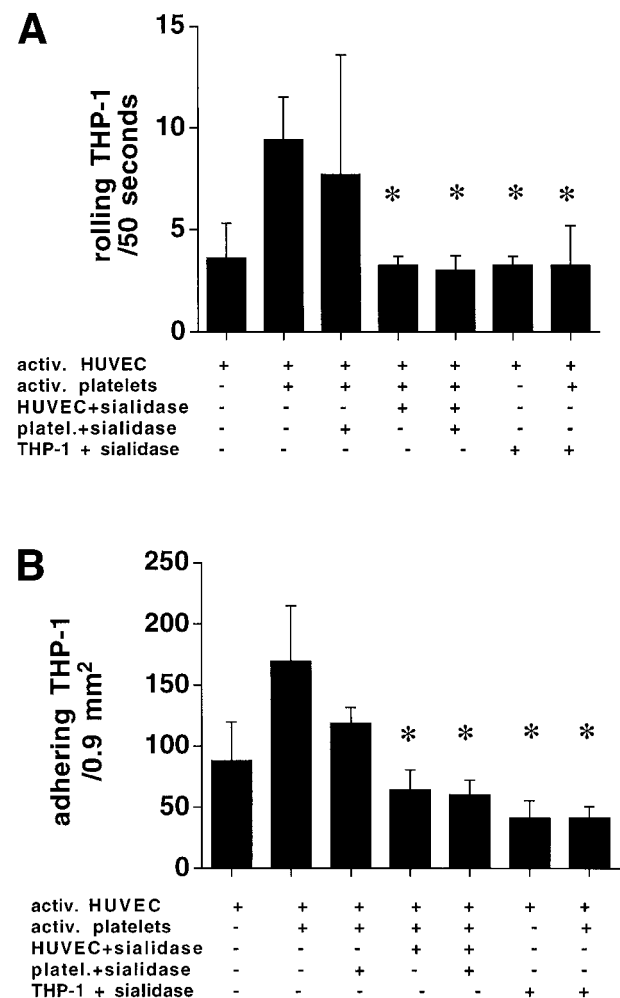 A
15
10
5
0
rolling THP-1
/50 seconds
* * * *
activ. HUVEC + + + + + + +
activ. platelets - + + + + - +
HUVEC+sialidase - - - + + - -
platel.+sialidase - - + - + - -
THP-1 + sialidase - - - - - + +
B
250
200
150
100
50
0
adhering THP-1
/0.9 mm²
* * * *
activ. HUVEC + + + + + + +
activ. platelets - + + + + - +
HUVEC+sialidase - - - + + - -
platel.+sialidase - - + - + - -
THP-1 + sialidase - - - - - + +